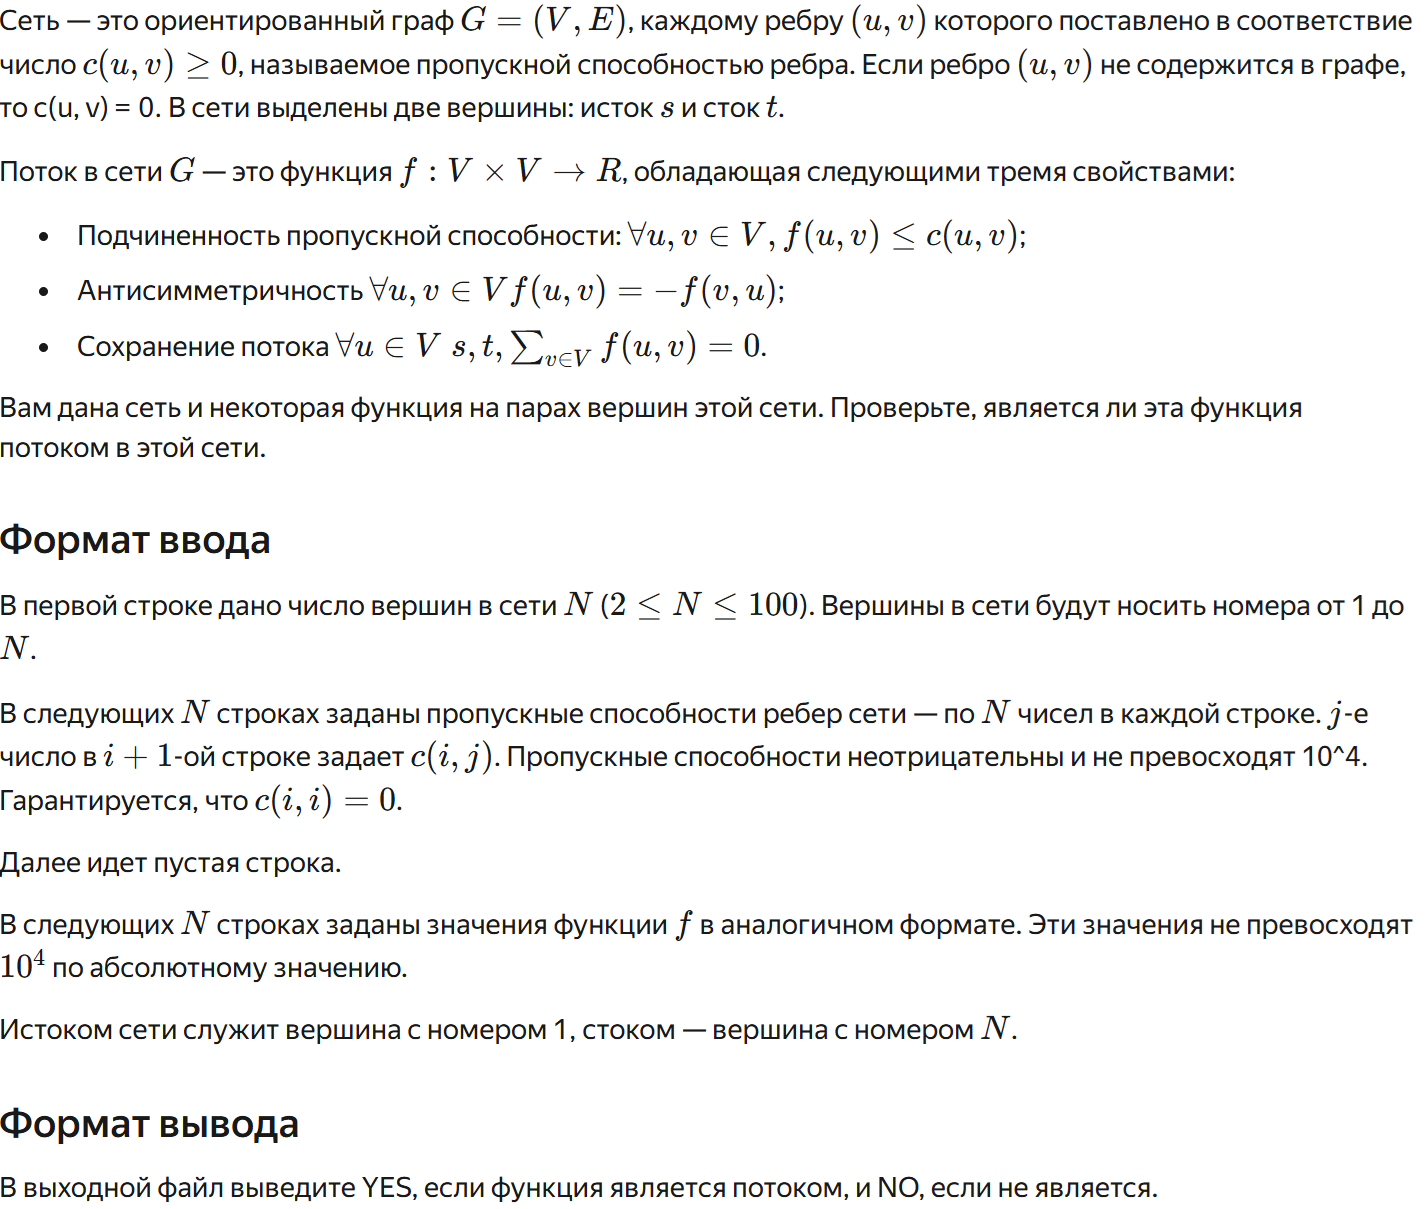 Сеть — это ориентированный граф G = (V, E), каждому ребру (u, v) которого поставлено в соответствие
число c(u, v) ≥ 0, называемое пропускной способностью ребра. Если ребро (u, v) не содержится в графе,
то c(u, v) = 0. В сети выделены две вершины: исток s и сток t.
Поток в сети G — это функция f : V × V → R, обладающая следующими тремя свойствами:
• Подчиненность пропускной способности: ∀u, v ∈ V, f(u, v) ≤ c(u, v);
• Антисимметричность ∀u, v ∈ V f(u, v) = −f(v, u);
• Сохранение потока ∀u ∈ V s, t, ∑_{v∈V} f(u, v) = 0.
Вам дана сеть и некоторая функция на парах вершин этой сети. Проверьте, является ли эта функция
потоком в этой сети.
Формат ввода
В первой строке дано число вершин в сети N (2 ≤ N ≤ 100). Вершины в сети будут носить номера от 1 до
N.
В следующих N строках заданы пропускные способности ребер сети — по N чисел в каждой строке. j-е
число в i + 1-ой строке задает c(i, j). Пропускные способности неотрицательны и не превосходят 10^4.
Гарантируется, что c(i, i) = 0.
Далее идет пустая строка.
В следующих N строках заданы значения функции f в аналогичном формате. Эти значения не превосходят
10⁴ по абсолютному значению.
Истоком сети служит вершина с номером 1, стоком — вершина с номером N.
Формат вывода
В выходной файл выведите YES, если функция является потоком, и NO, если не является.